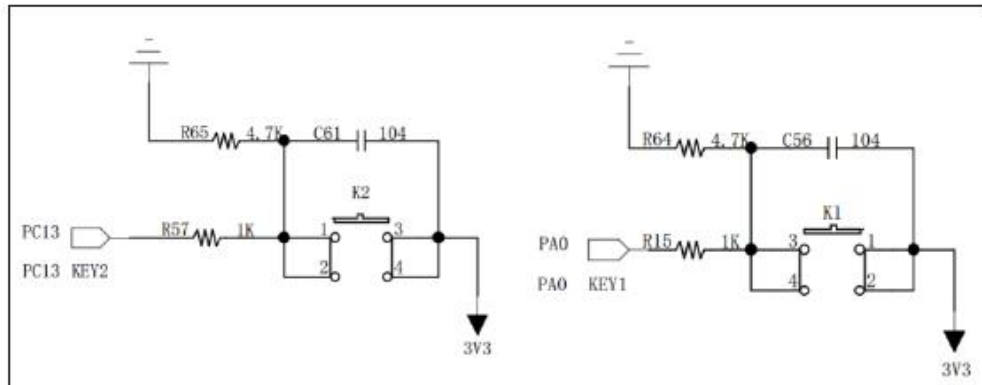 R65 4.7K C61 104
K2
PC13 R57 1K 1 3
PC13 KEY2 2 4
3V3
R64 4.7K C56 104
K1
PA0 R15 1K 3 1
PA0 KEY1 4 2
3V3